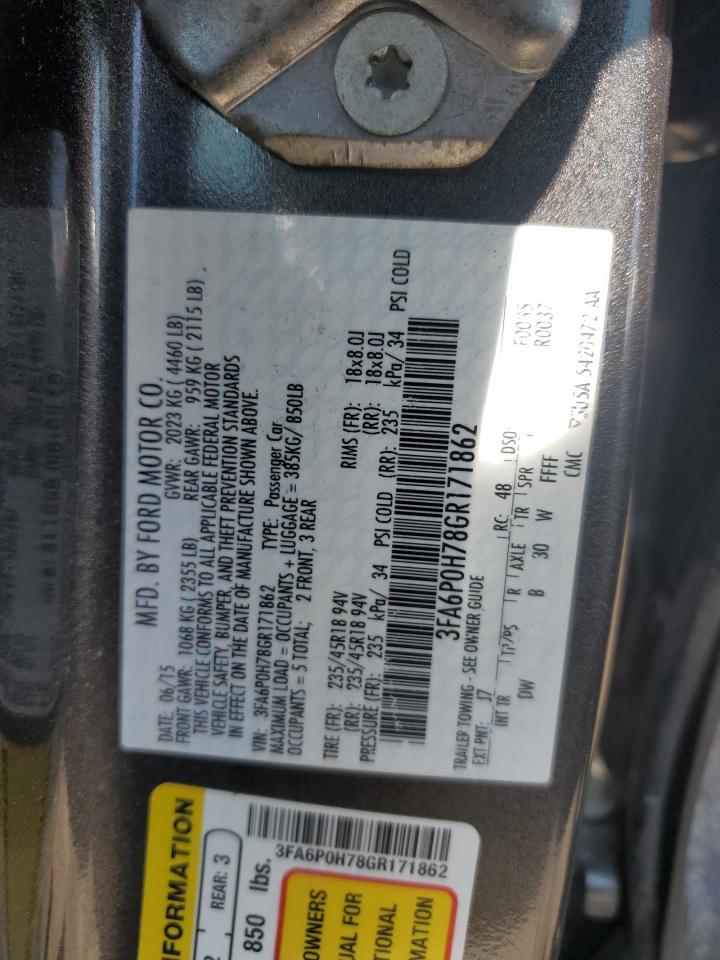 MFD. BY FORD MOTOR CO.
DATE: 06/15 GVWR: 2023 KG ( 4460 LB)
FRONT GAWR: 1068 KG ( 2355 LB) REAR GAWR: 959 KG ( 2115 LB) .
THIS VEHICLE CONFORMS TO ALL APPLICABLE FEDERAL MOTOR
VEHICLE SAFETY, BUMPER, AND THEFT PREVENTION STANDARDS
IN EFFECT ON THE DATE OF MANUFACTURE SHOWN ABOVE.
VIN: 3FA6P0H78GR171862 TYPE: Passenger Car
MAXIMUM LOAD = OCCUPANTS + LUGGAGE = 385KG/ 850LB
OCCUPANTS = 5 TOTAL; 2 FRONT, 3 REAR
TIRE (FR): 235/45R18 94V RIMS (FR): 18x8.0J
(RR): 235/45R18 94V (RR): 18x8.0J
PRESSURE (FR): 235 kPa/ 34 PSI COLD (RR): 235 kPa/ 34 PSI COLD
3FA6P0H78GR171862
TRAILER TOWING - SEE OWNER GUIDE
EXT PNT: J7 RC: 48 DSO:
INT TR TP/PS R AXLE TR SPR
DW B 30 W FFFF
R0037
CMC
INFORMATION
REAR: 3
850 lbs.
3FA6P0H78GR171862
OWNERS
UAL FOR
TIONAL
MATION